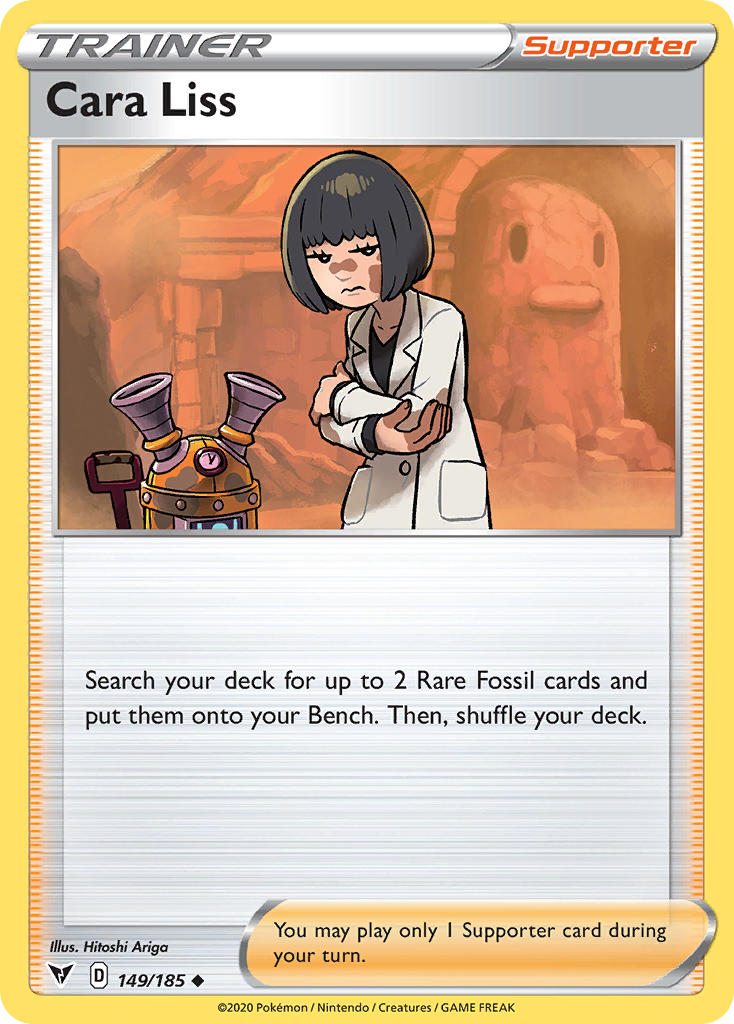 TRAINER Supporter
Cara Liss
Search your deck for up to 2 Rare Fossil cards and
put them onto your Bench. Then, shuffle your deck.
Illus. Hitoshi Ariga
You may play only 1 Supporter card during
your turn.
D 149/185
©2020 Pokémon / Nintendo / Creatures / GAME FREAK